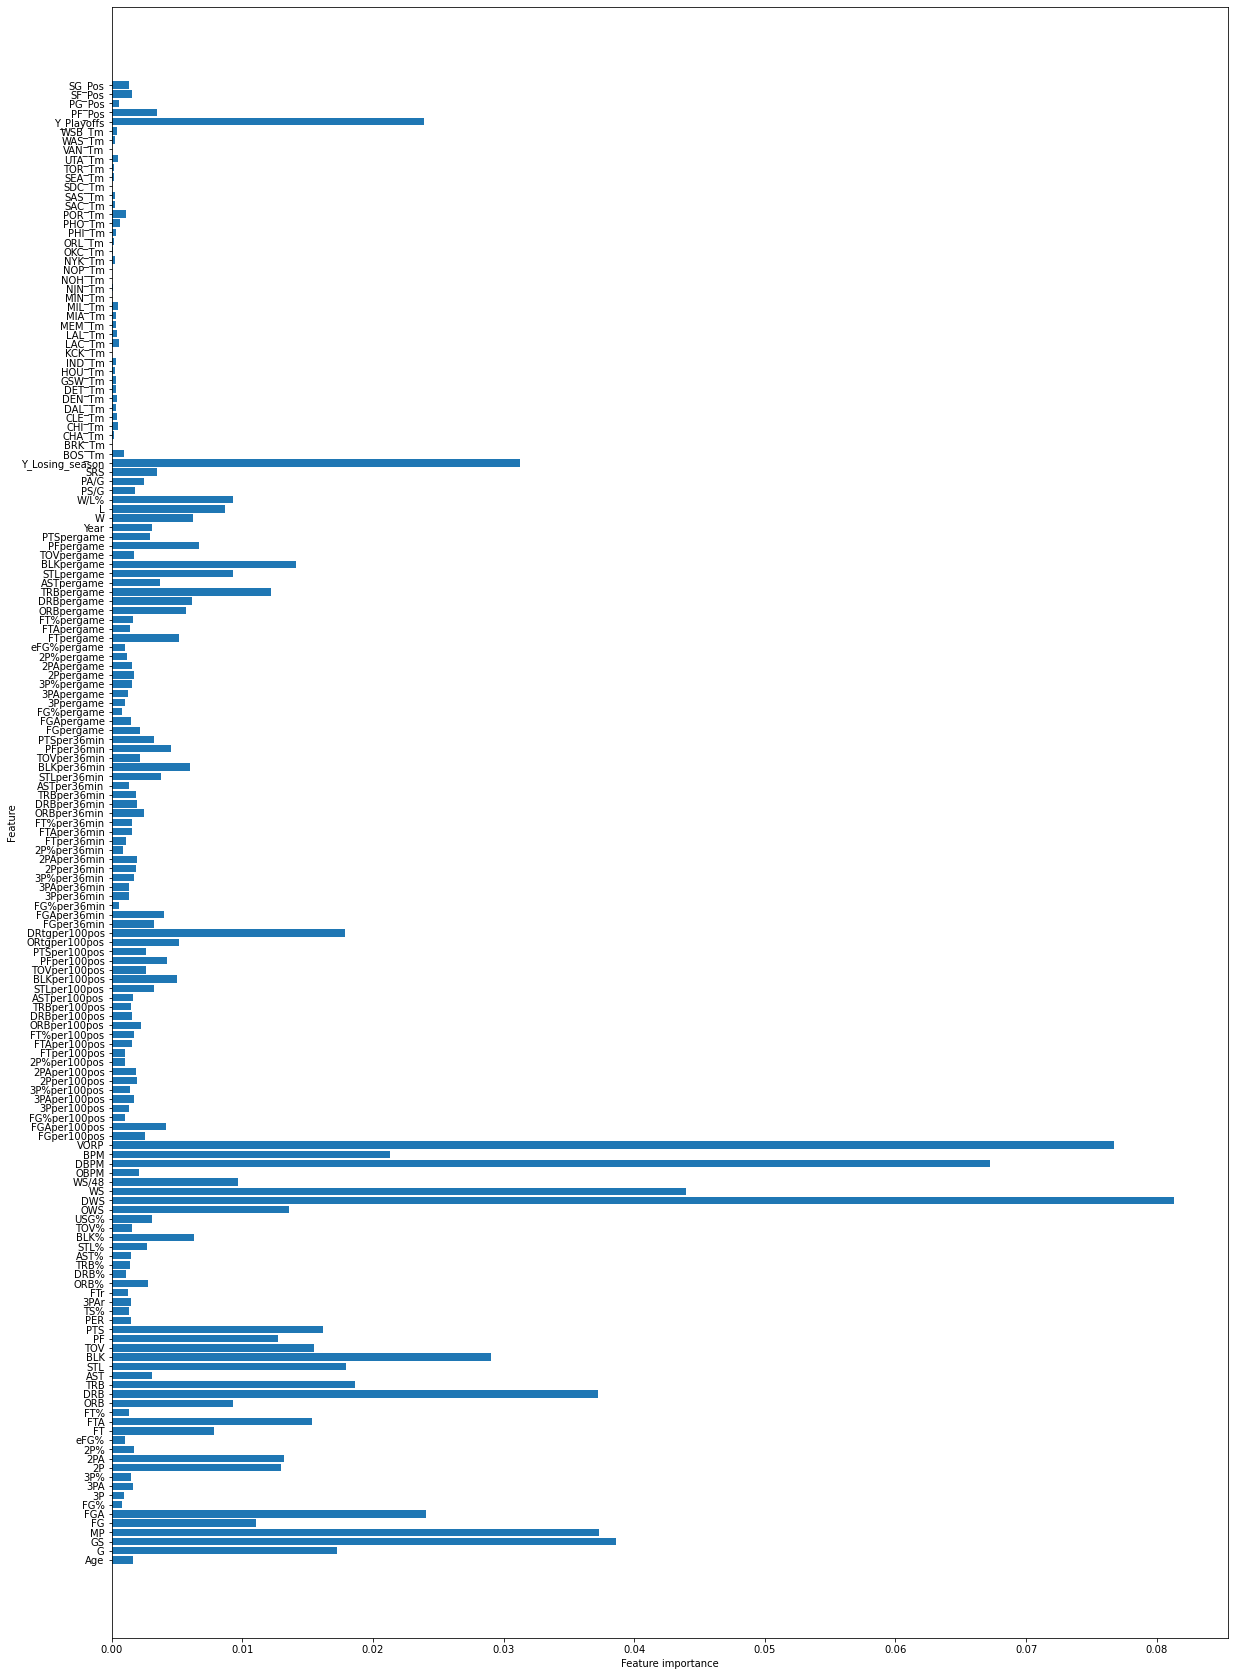 SG_Pos
SF_Pos
PG_Pos
PF_Pos
Y_Playoffs
WSB_Tm
WAS_Tm
VAN_Tm
UTA_Tm
TOR_Tm
SEA_Tm
SDC_Tm
SAS_Tm
SAC_Tm
POR_Tm
PHO_Tm
PHI_Tm
ORL_Tm
OKC_Tm
NYK_Tm
NOP_Tm
NOH_Tm
NJN_Tm
MIN_Tm
MIL_Tm
MIA_Tm
MEM_Tm
LAL_Tm
LAC_Tm
KCK_Tm
IND_Tm
HOU_Tm
GSW_Tm
DET_Tm
DEN_Tm
DAL_Tm
CLE_Tm
CHI_Tm
CHA_Tm
BRK_Tm
BOS_Tm
Y_Losing_season
SRS
PA/G
PS/G
W/L%
L
W
Year
PTSpergame
PFpergame
TOVpergame
BLKpergame
STLpergame
ASTpergame
TRBpergame
DRBpergame
ORBpergame
FT%pergame
FTApergame
FTpergame
eFG%pergame
2P%pergame
2PApergame
2Ppergame
3P%pergame
3PApergame
3Ppergame
FG%pergame
FGApergame
FGpergame
PTSper36min
PFper36min
TOVper36min
BLKper36min
STLper36min
ASTper36min
TRBper36min
DRBper36min
ORBper36min
FT%per36min
FTAper36min
FTper36min
2P%per36min
2PAper36min
2Pper36min
3P%per36min
3PAper36min
3Pper36min
FG%per36min
FGAper36min
FGper36min
DRtgper100pos
ORtgper100pos
PTSper100pos
PFper100pos
TOVper100pos
BLKper100pos
STLper100pos
ASTper100pos
TRBper100pos
DRBper100pos
ORBper100pos
FT%per100pos
FTAper100pos
FTper100pos
2P%per100pos
2PAper100pos
2Pper100pos
3P%per100pos
3PAper100pos
3Pper100pos
FG%per100pos
FGAper100pos
FGper100pos
VORP
BPM
DBPM
OBPM
WS/48
WS
DWS
OWS
USG%
TOV%
BLK%
STL%
AST%
TRB%
DRB%
ORB%
FTr
3PAr
TS%
PER
PTS
PF
TOV
BLK
STL
AST
TRB
DRB
ORB
FT%
FTA
FT
eFG%
2P%
2PA
2P
3P%
3PA
3P
FG%
FGA
FG
MP
GS
G
Age
Feature
0.00 0.01 0.02 0.03 0.04 0.05 0.06 0.07 0.08
Feature importance